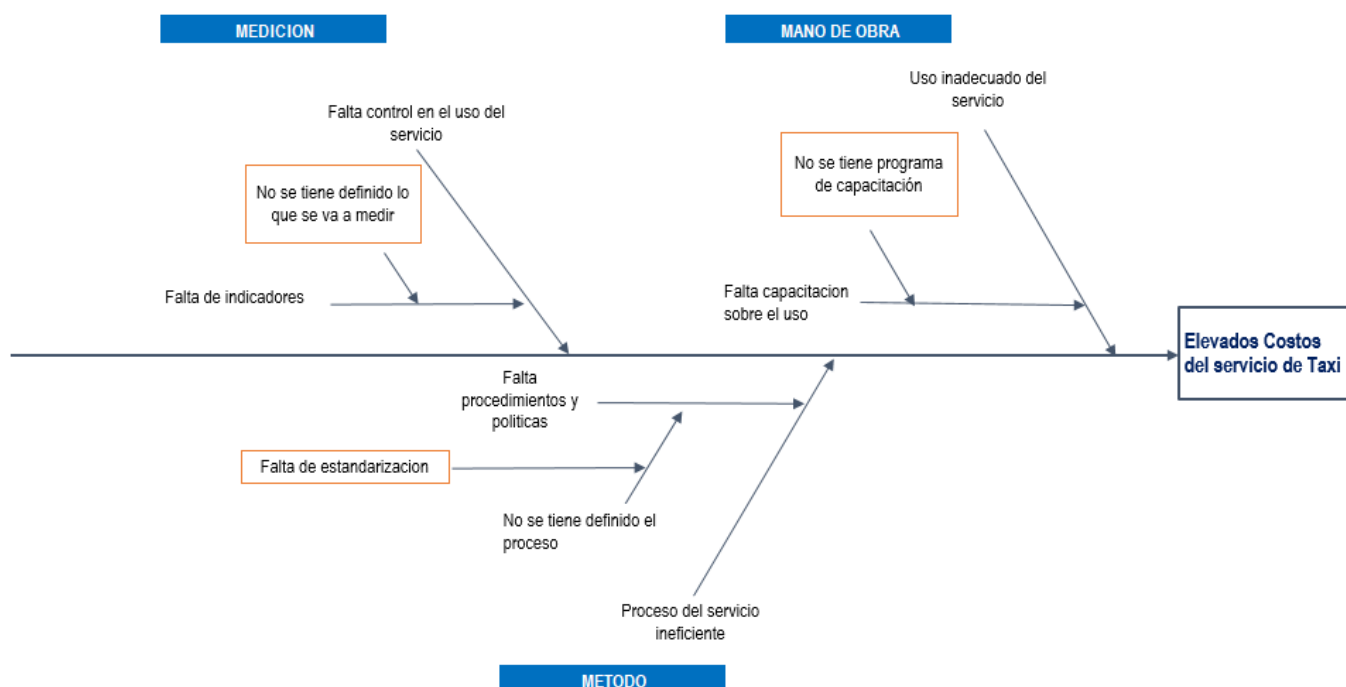 MEDICION
MANO DE OBRA
Falta control en el uso del
servicio
Uso inadecuado del
servicio
No se tiene definido lo
que se va a medir
No se tiene programa
de capacitación
Falta de indicadores
Falta capacitacion
sobre el uso
Elevados Costos
del servicio de Taxi
Falta
procedimientos y
politicas
Falta de estandarizacion
No se tiene definido el
proceso
Proceso del servicio
ineficiente
METODO